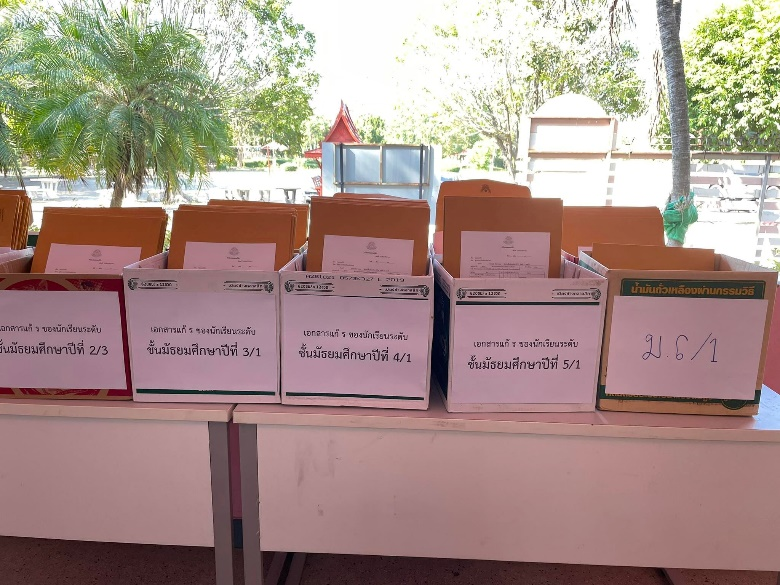 เอกสารแก้ ร ของนักเรียนระดับ
ชั้นมัธยมศึกษาปีที่ 2/3
เอกสารแก้ ร ของนักเรียนระดับ
ชั้นมัธยมศึกษาปีที่ 3/1
เอกสารแก้ ร ของนักเรียนระดับ
ชั้นมัธยมศึกษาปีที่ 4/1
เอกสารแก้ ร ของนักเรียนระดับ
ชั้นมัธยมศึกษาปีที่ 5/1
น้ำมันถั่วเหลืองผ่านกรรมวิธี
ม.6/1